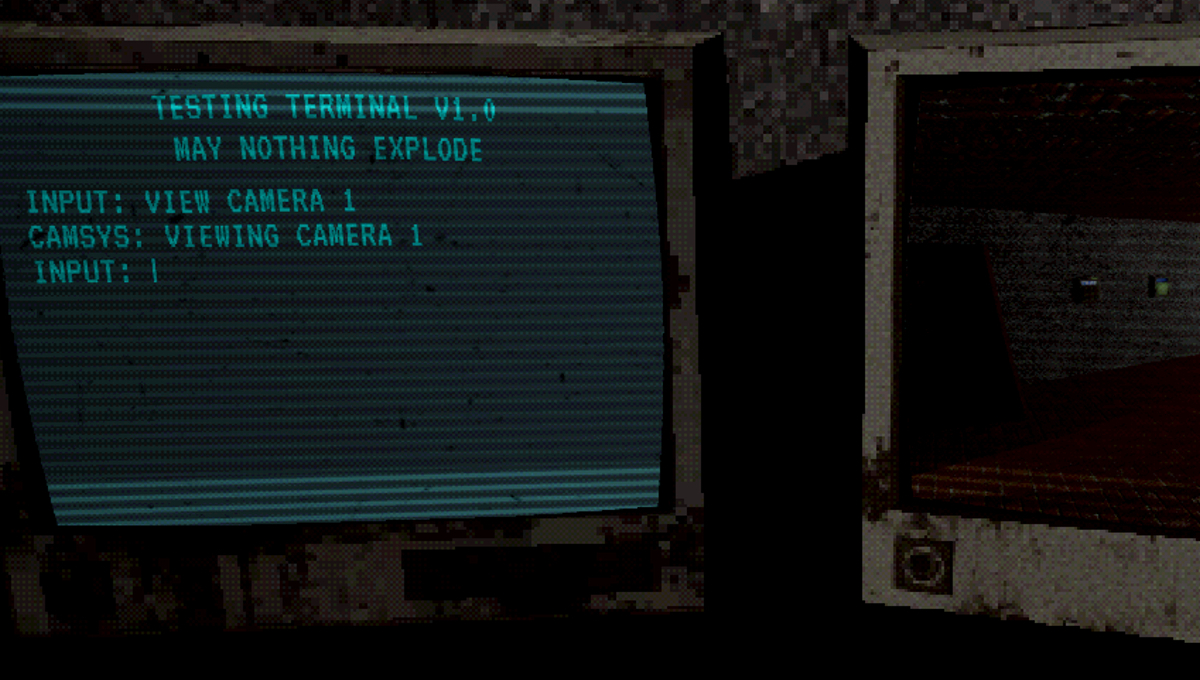 TESTING TERMINAL V1.0
MAY NOTHING EXPLODE
INPUT: VIEW CAMERA 1
CAMSYS: VIEWING CAMERA 1
INPUT: |